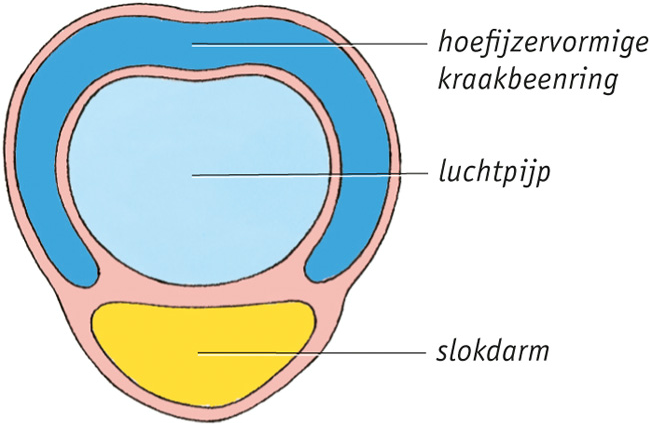 hoefijzervormige
kraakbeenring
luchtpijp
slokdarm